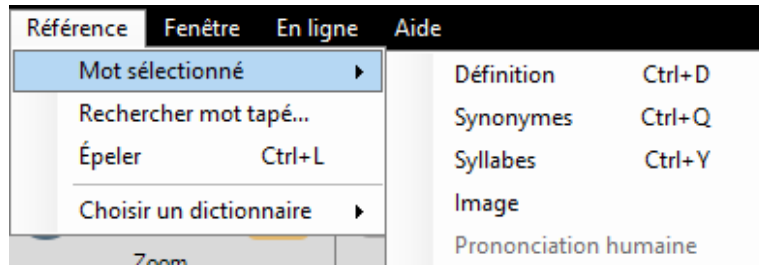 Référence Fenêtre En ligne Aide
Mot sélectionné
Rechercher mot tapé...
Épeler Ctrl+L
Choisir un dictionnaire
Définition Ctrl+D
Synonymes Ctrl+Q
Syllabes Ctrl+Y
Image
Prononciation humaine
Zoom